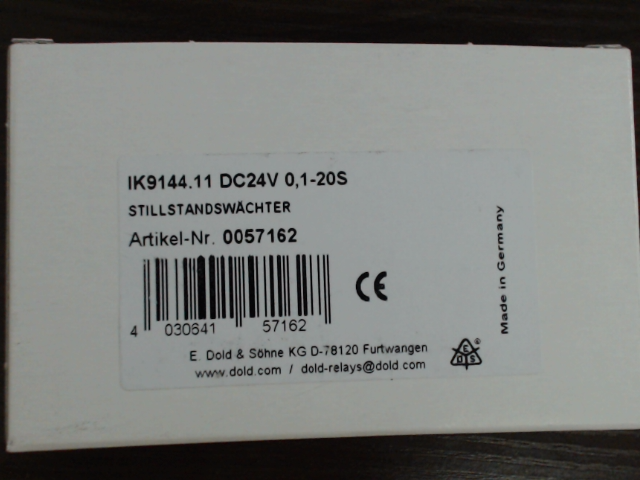 IK9144.11 DC24V 0,1-20S
STILLSTANDSWÄCHTER
Artikel-Nr. 0057162
CE
4 030641 57162
E. Dold & Söhne KG D-78120 Furtwangen
www.dold.com / dold-relays@dold.com
E
D S ®
Made in Germany